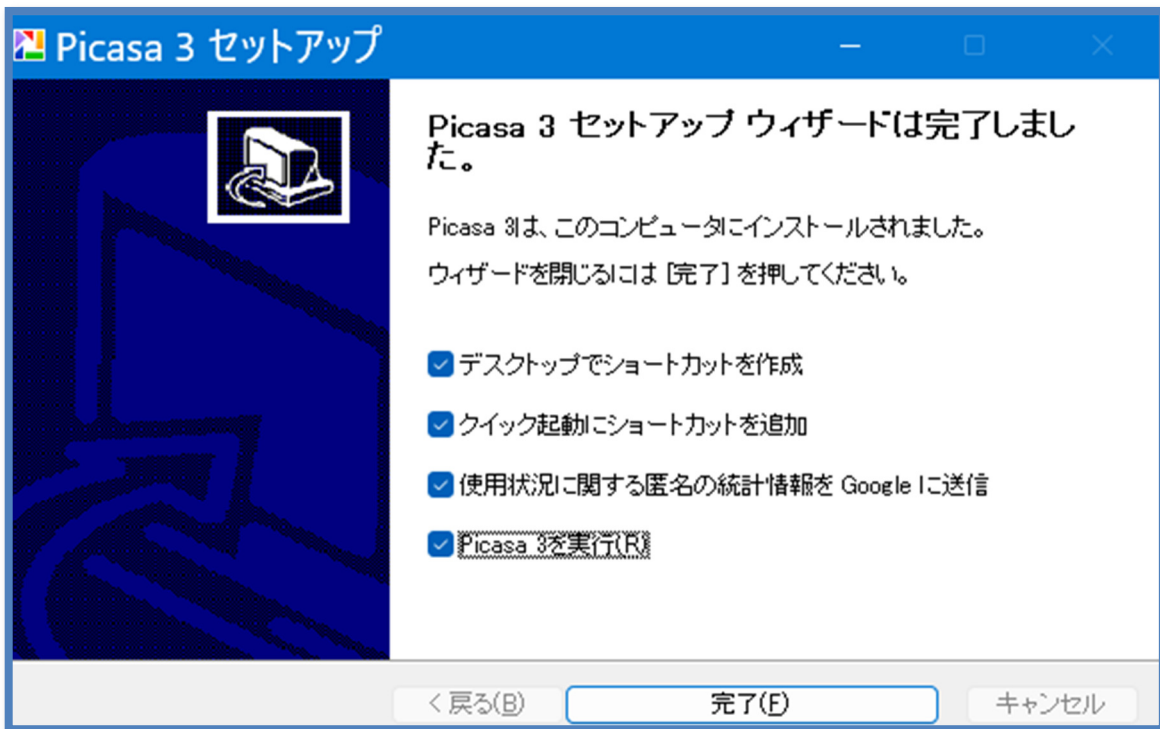 Picasa 3 セットアップ
Picasa 3 セットアップ ウィザードは完了しまし
た。
Picasa 3は、このコンピュータにインストールされました。
ウィザードを閉じるには [完了] を押してください。
デスクトップでショートカットを作成
クイック起動にショートカットを追加
使用状況に関する匿名の統計情報を Google に送信
Picasa 3を実行(R)
< 戻る(B) 完了(F) キャンセル